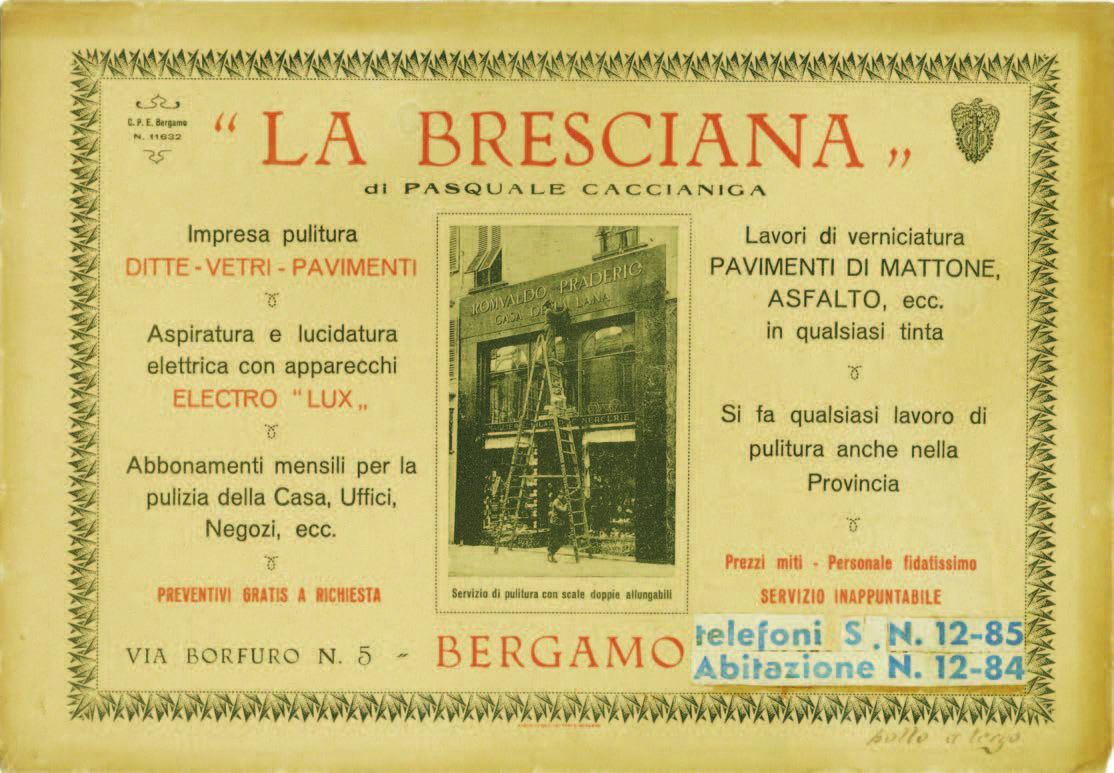 C. P. E. Bergamo
N. 11632
“ LA BRESCIANA „
di PASQUALE CACCIANIGA
Impresa pulitura
DITTE - VETRI - PAVIMENTI
Aspiratura e lucidatura
elettrica con apparecchi
ELECTRO “LUX„
Abbonamenti mensili per la
pulizia della Casa, Uffici,
Negozi, ecc.
PREVENTIVI GRATIS A RICHIESTA
ROMVALDO PRADERIO
CASA DELLA LANA
MERCERIE
Servizio di pulitura con scale doppie allungabili
Lavori di verniciatura
PAVIMENTI DI MATTONE,
ASFALTO, ecc.
in qualsiasi tinta
Si fa qualsiasi lavoro di
pulitura anche nella
Provincia
Prezzi miti - Personale fidatissimo
SERVIZIO INAPPUNTABILE
VIA BORFURO N. 5 - BERGAMO
telefoni S. N. 12-85
Abitazione N. 12-84
bollo a tergo